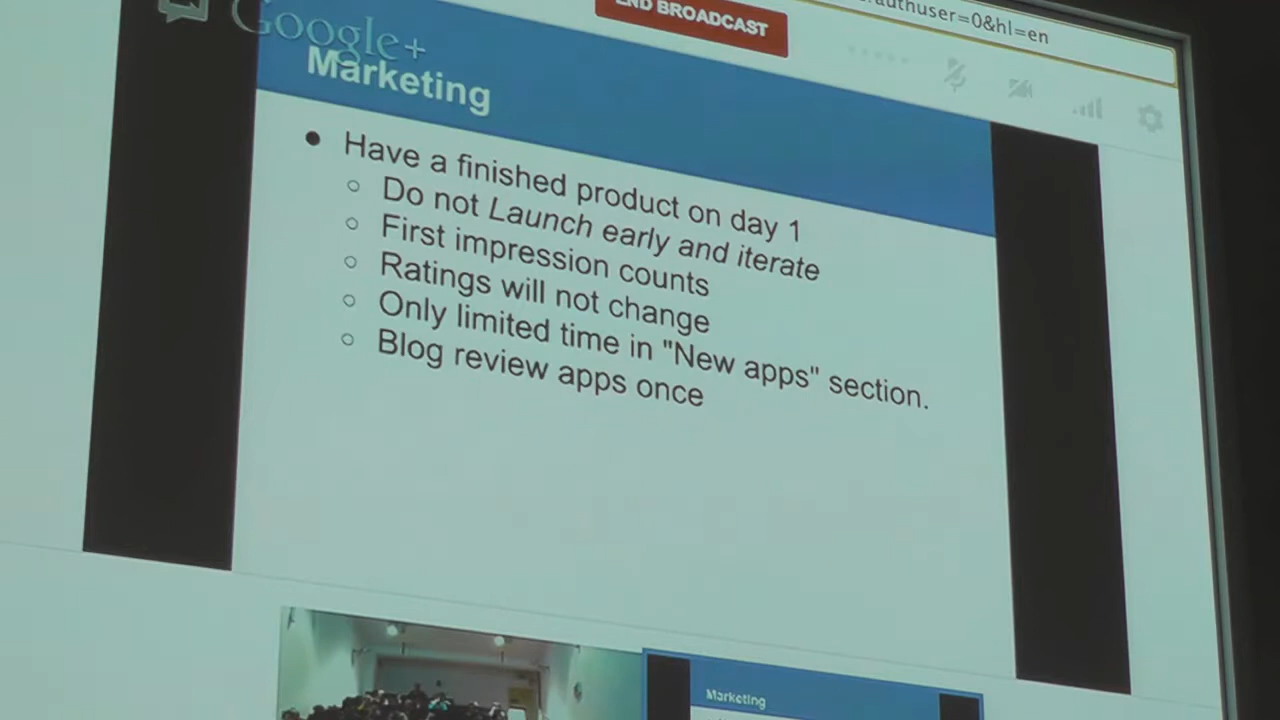 authuser=0&hl=en
END BROADCAST
Google+
Marketing
Have a finished product on day 1
Do not Launch early and iterate
First impression counts
Ratings will not change
Only limited time in "New apps" section.
Blog review apps once
Marketing